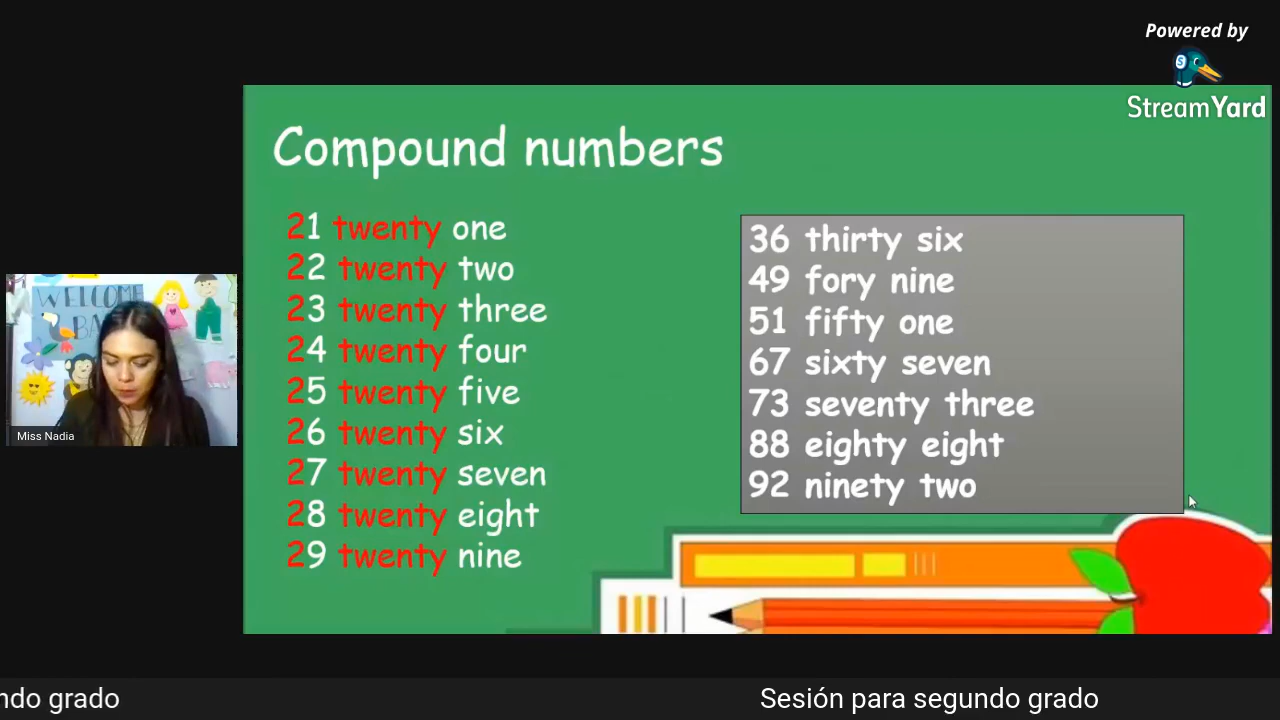 Powered by
StreamYard
Compound numbers
21 twenty one
22 twenty two
23 twenty three
24 twenty four
25 twenty five
26 twenty six
27 twenty seven
28 twenty eight
29 twenty nine
36 thirty six
49 fory nine
51 fifty one
67 sixty seven
73 seventy three
88 eighty eight
92 ninety two
WELCOME
BA
Miss Nadia
ndo grado
Sesión para segundo grado